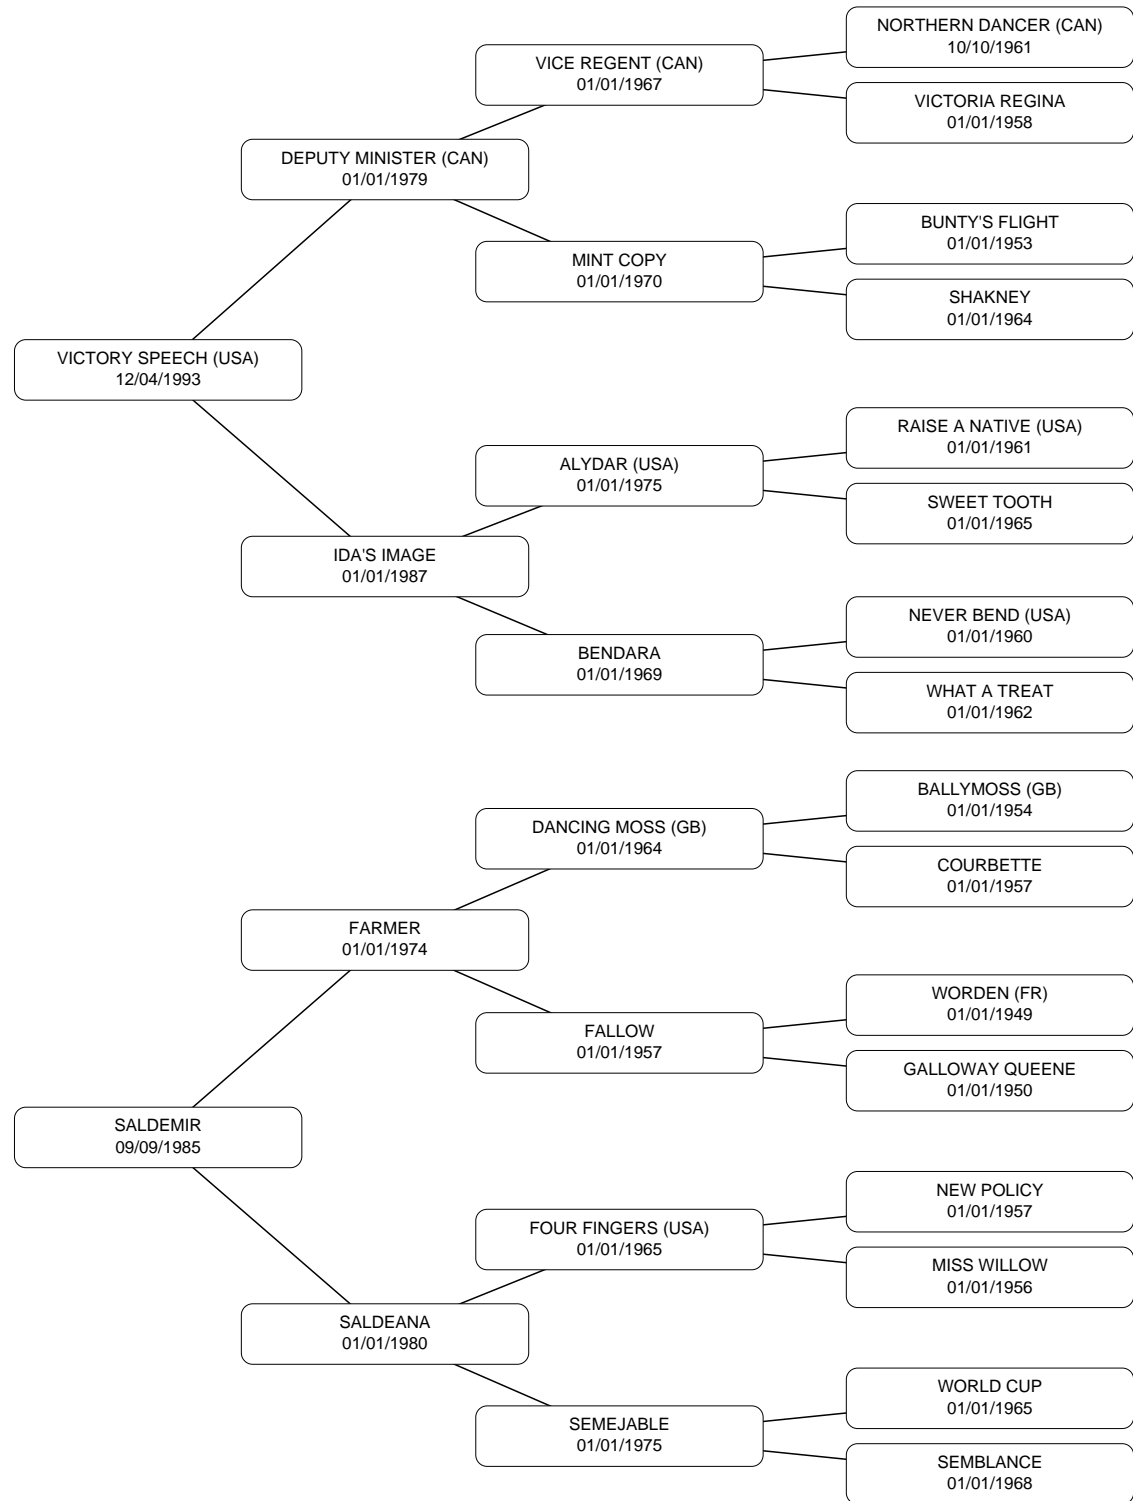 NORTHERN DANCER (CAN)
10/10/1961
VICE REGENT (CAN)
01/01/1967
VICTORIA REGINA
01/01/1958
DEPUTY MINISTER (CAN)
01/01/1979
BUNTY'S FLIGHT
01/01/1953
MINT COPY
01/01/1970
SHAKNEY
01/01/1964
VICTORY SPEECH (USA)
12/04/1993
RAISE A NATIVE (USA)
01/01/1961
ALYDAR (USA)
01/01/1975
SWEET TOOTH
01/01/1965
IDA'S IMAGE
01/01/1987
NEVER BEND (USA)
01/01/1960
BENDARA
01/01/1969
WHAT A TREAT
01/01/1962
BALLYMOSS (GB)
01/01/1954
DANCING MOSS (GB)
01/01/1964
COURBETTE
01/01/1957
FARMER
01/01/1974
WORDEN (FR)
01/01/1949
FALLOW
01/01/1957
GALLOWAY QUEENE
01/01/1950
SALDEMIR
09/09/1985
NEW POLICY
01/01/1957
FOUR FINGERS (USA)
01/01/1965
MISS WILLOW
01/01/1956
SALDEANA
01/01/1980
WORLD CUP
01/01/1965
SEMEJABLE
01/01/1975
SEMBLANCE
01/01/1968